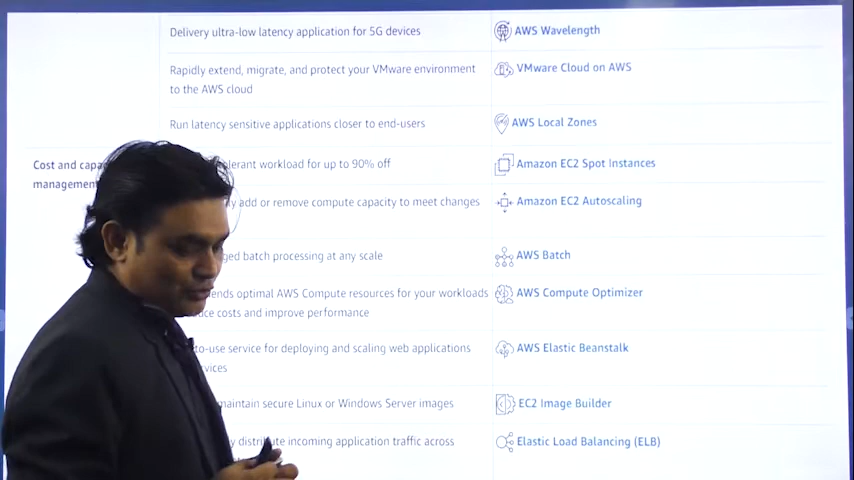 Delivery ultra-low latency application for 5G devices
AWS Wavelength
Rapidly extend, migrate, and protect your VMware environment
to the AWS cloud
VMware Cloud on AWS
Run latency sensitive applications closer to end-users
AWS Local Zones
Cost and
management
workload for up to 90% off
Amazon EC2 Spot Instances
add or remove compute capacity to meet changes
Amazon EC2 Autoscaling
batch processing at any scale
AWS Batch
optimal AWS Compute resources for your workloads
costs and improve performance
AWS Compute Optimizer
to-use service for deploying and scaling web applications
AWS Elastic Beanstalk
maintain secure Linux or Windows Server images
EC2 Image Builder
distribute incoming application traffic across
Elastic Load Balancing (ELB)